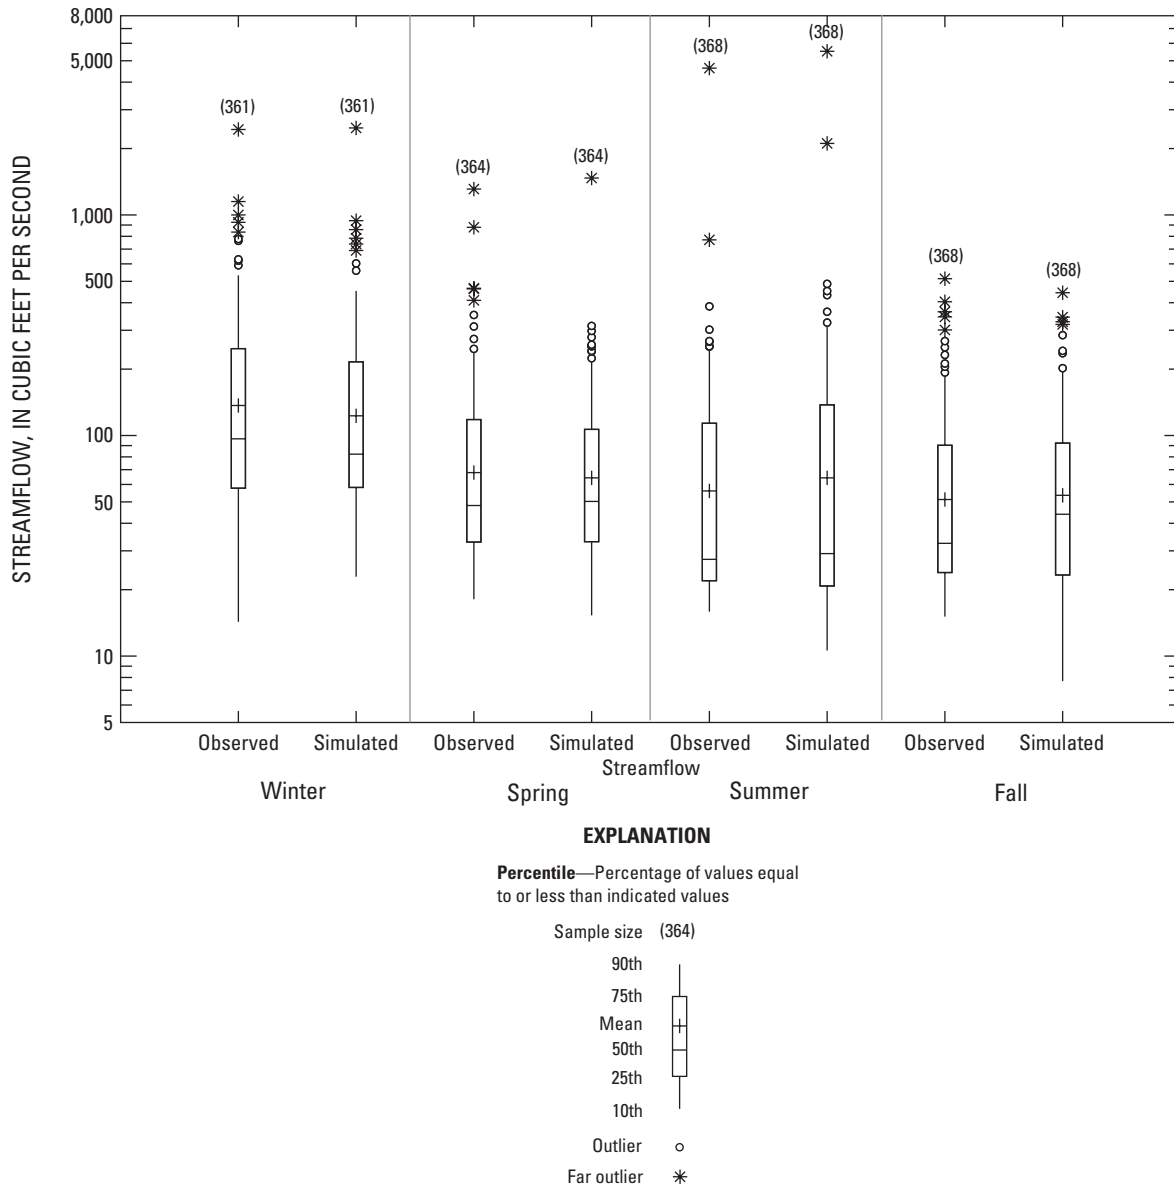 STREAMFLOW, IN CUBIC FEET PER SECOND
8,000
5,000
1,000
500
100
50
10
5
(361)
(361)
(364)
(364)
(368)
(368)
(368)
(368)
Observed
Simulated
Observed
Simulated
Observed
Simulated
Observed
Simulated
Streamflow
Winter
Spring
Summer
Fall
EXPLANATION
Percentile—Percentage of values equal
to or less than indicated values
Sample size (364)
90th
75th
Mean
50th
25th
10th
Outlier
Far outlier